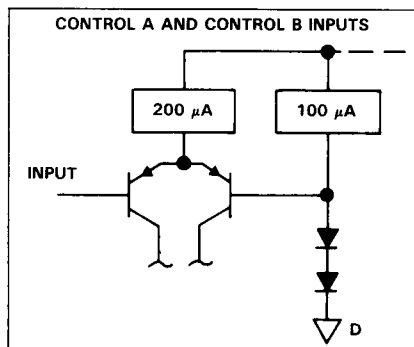 CONTROL A AND CONTROL B INPUTS
200 μA
100 μA
INPUT
D